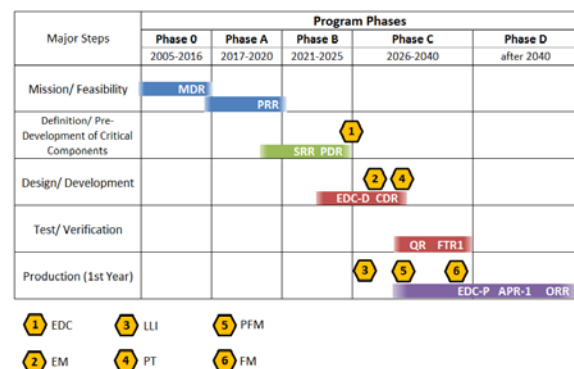 Major Steps
Program Phases
Phase 0 Phase A Phase B Phase C Phase D
2005-2016 2017-2020 2021-2025 2026-2040 after 2040
Mission/ Feasibility
MDR
PRR
Definition/ Pre-
Development of Critical
Components
1
SRR PDR
Design/ Development
2 4
EDC-D CDR
Test/ Verification
QR FTR1
Production (1st Year)
3 5 6
EDC-P APR-1 ORR
1 EDC 3 LLI 5 PFM
2 EM 4 PT 6 FM